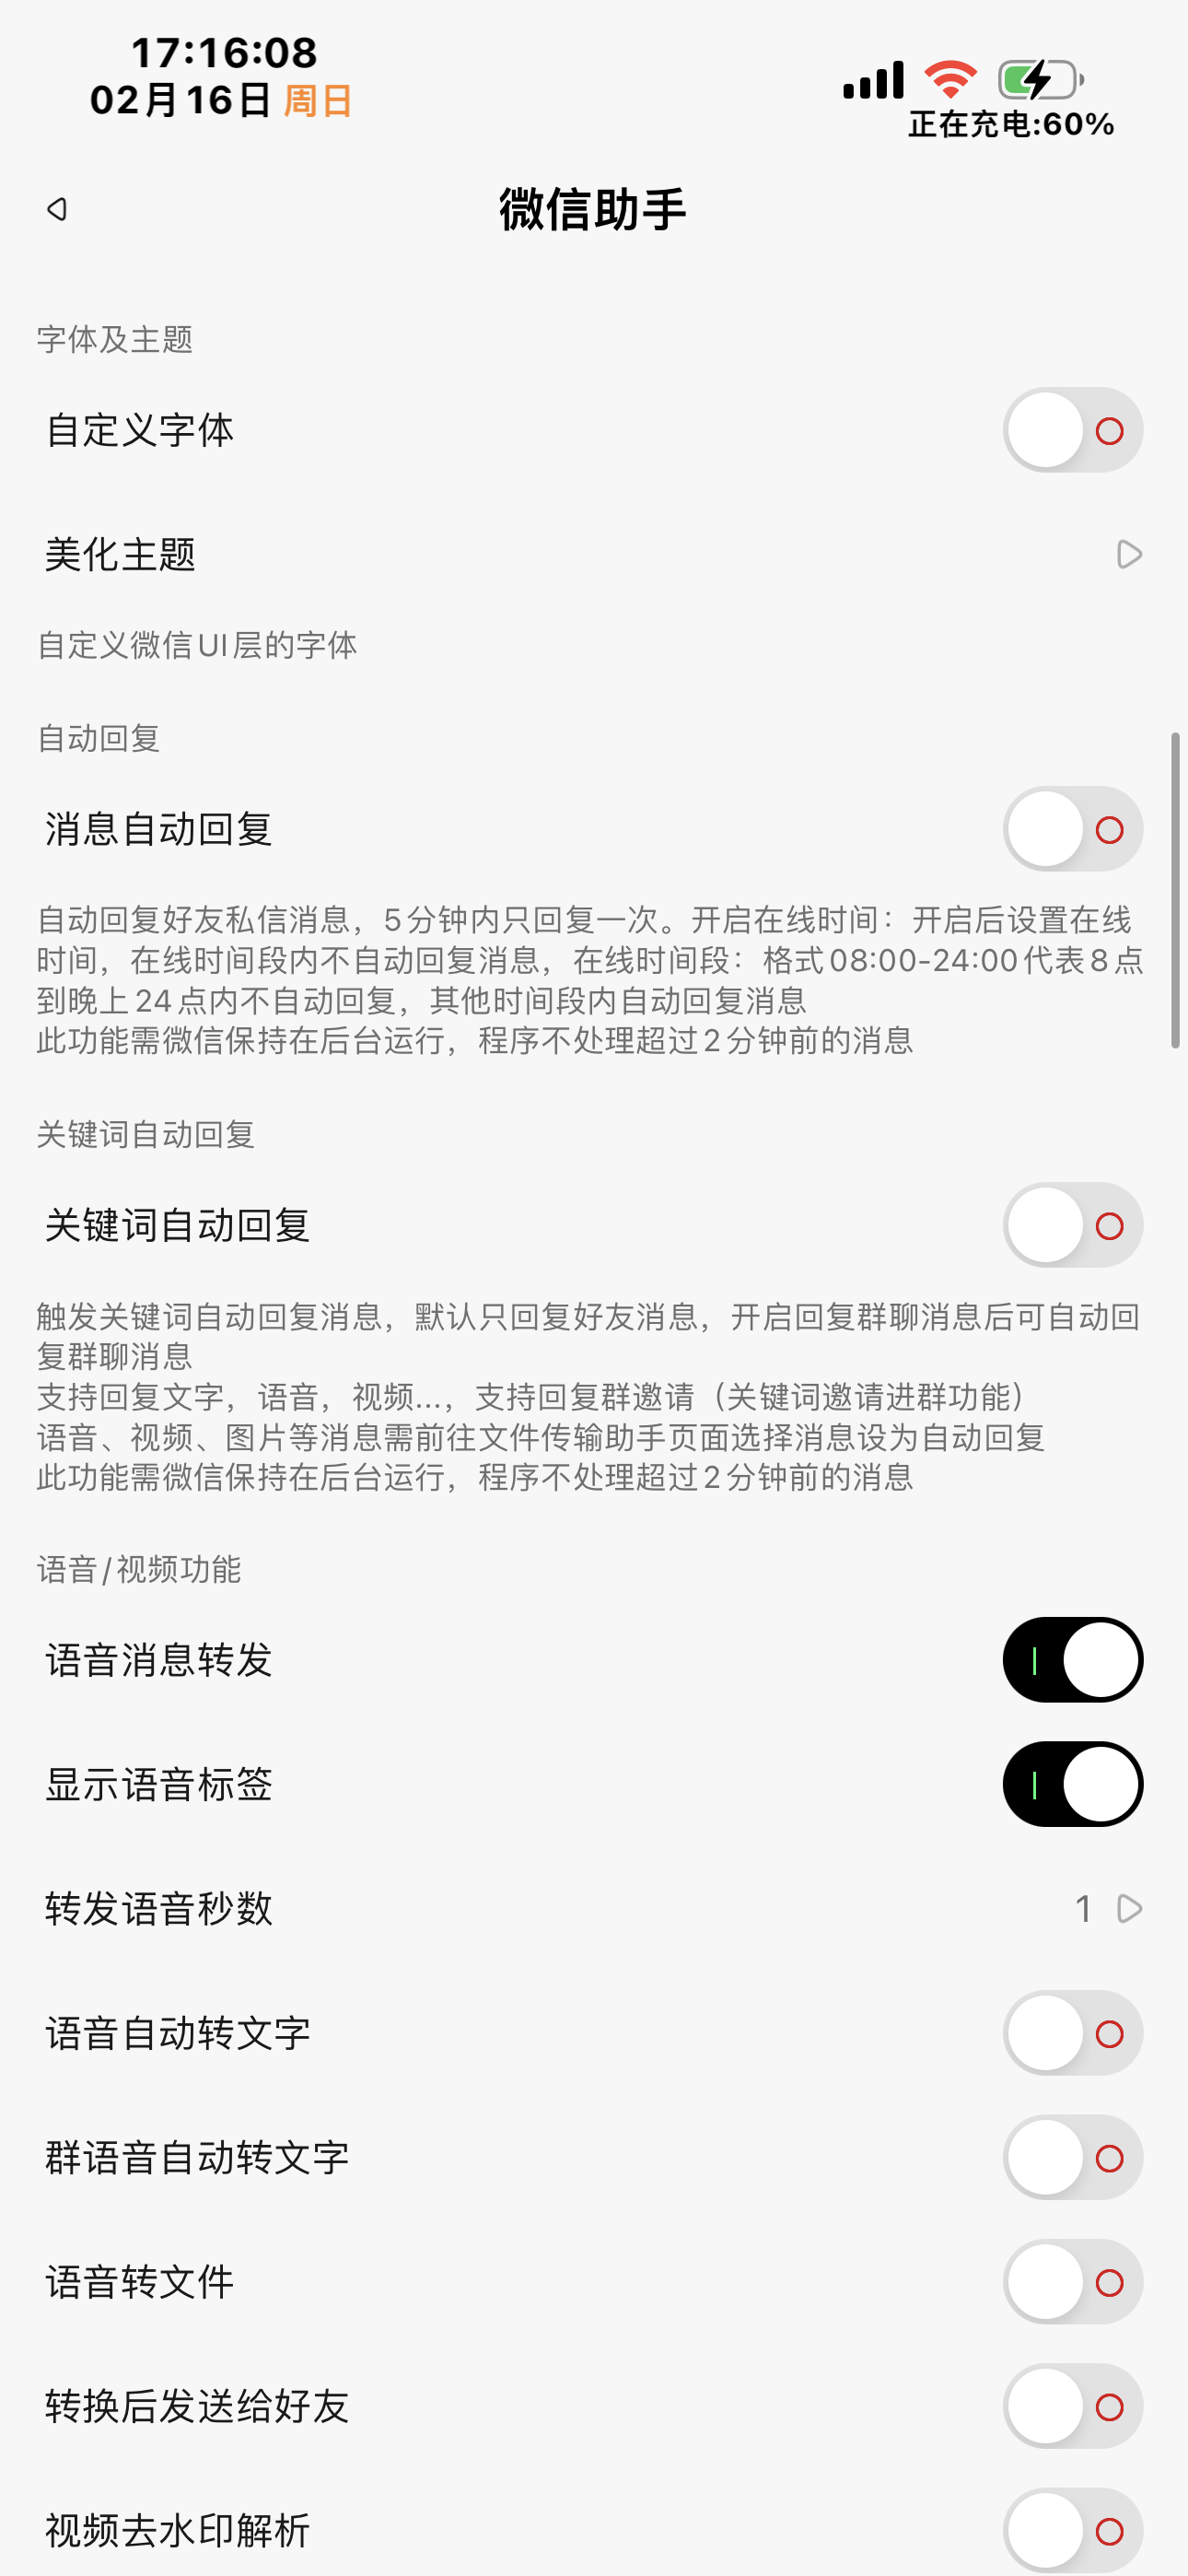 17:16:08
02月16日 周日
正在充电:60%
微信助手
字体及主题
自定义字体
美化主题
自定义微信UI层的字体
自动回复
消息自动回复
自动回复好友私信消息，5分钟内只回复一次。开启在线时间：开启后设置在线
时间，在线时间段内不自动回复消息，在线时间段：格式08:00-24:00代表8点
到晚上24点内不自动回复，其他时间段内自动回复消息
此功能需微信保持在后台运行，程序不处理超过2分钟前的消息
关键词自动回复
关键词自动回复
触发关键词自动回复消息，默认只回复好友消息，开启回复群聊消息后可自动回
复群聊消息
支持回复文字，语音，视频...，支持回复群邀请（关键词邀请进群功能）
语音、视频、图片等消息需前往文件传输助手页面选择消息设为自动回复
此功能需微信保持在后台运行，程序不处理超过2分钟前的消息
语音/视频功能
语音消息转发
显示语音标签
转发语音秒数 1
语音自动转文字
群语音自动转文字
语音转文件
转换后发送给好友
视频去水印解析